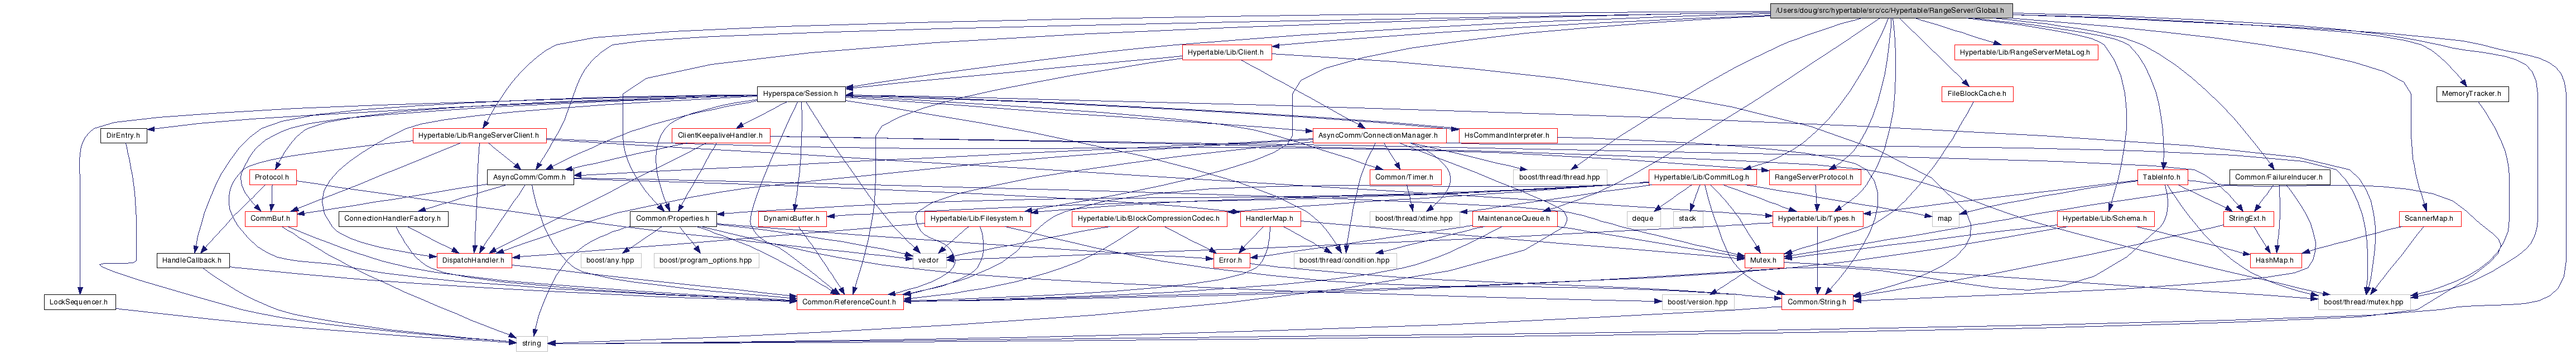 /Users/doug/src/hypertable/src/cc/Hypertable/RangeServer/Global.h
Hypertable/Lib/Client.h
Hypertable/Lib/RangeServerMetaLog.h
Hyperspace/Session.h
FileBlockCache.h
MemoryTracker.h
DirEntry.h
Hypertable/Lib/RangeServerClient.h
ClientKeepaliveHandler.h
AsyncComm/ConnectionManager.h
HsCommandInterpreter.h
Protocol.h
AsyncComm/Comm.h
Common/Timer.h
boost/thread/thread.hpp
Hypertable/Lib/CommitLog.h
RangeServerProtocol.h
TableInfo.h
Common/FailureInducer.h
CommBuf.h
ConnectionHandlerFactory.h
Common/Properties.h
DynamicBuffer.h
Hypertable/Lib/Filesystem.h
Hypertable/Lib/BlockCompressionCodec.h
HandlerMap.h
boost/thread/xtime.hpp
MaintenanceQueue.h
deque
stack
Hypertable/Lib/Types.h
map
Hypertable/Lib/Schema.h
StringExt.h
ScannerMap.h
HandleCallback.h
DispatchHandler.h
boost/any.hpp
boost/program_options.hpp
vector
Error.h
boost/thread/condition.hpp
Mutex.h
HashMap.h
LockSequencer.h
Common/ReferenceCount.h
boost/version.hpp
Common/String.h
boost/thread/mutex.hpp
string